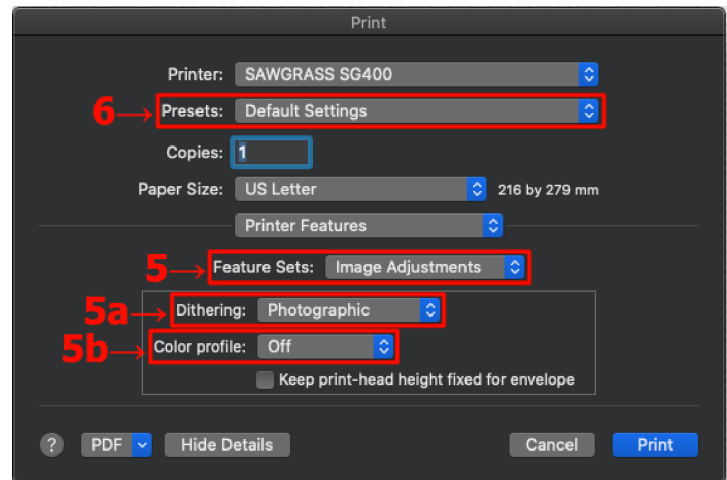 Print
Printer: SAWGRASS SG400
6→ Presets: Default Settings
Copies: 1
Paper Size: US Letter 216 by 279 mm
Printer Features
5→ Feature Sets: Image Adjustments
5a→ Dithering: Photographic
5b→ Color profile: Off
Keep print-head height fixed for envelope
? PDF Hide Details Cancel Print